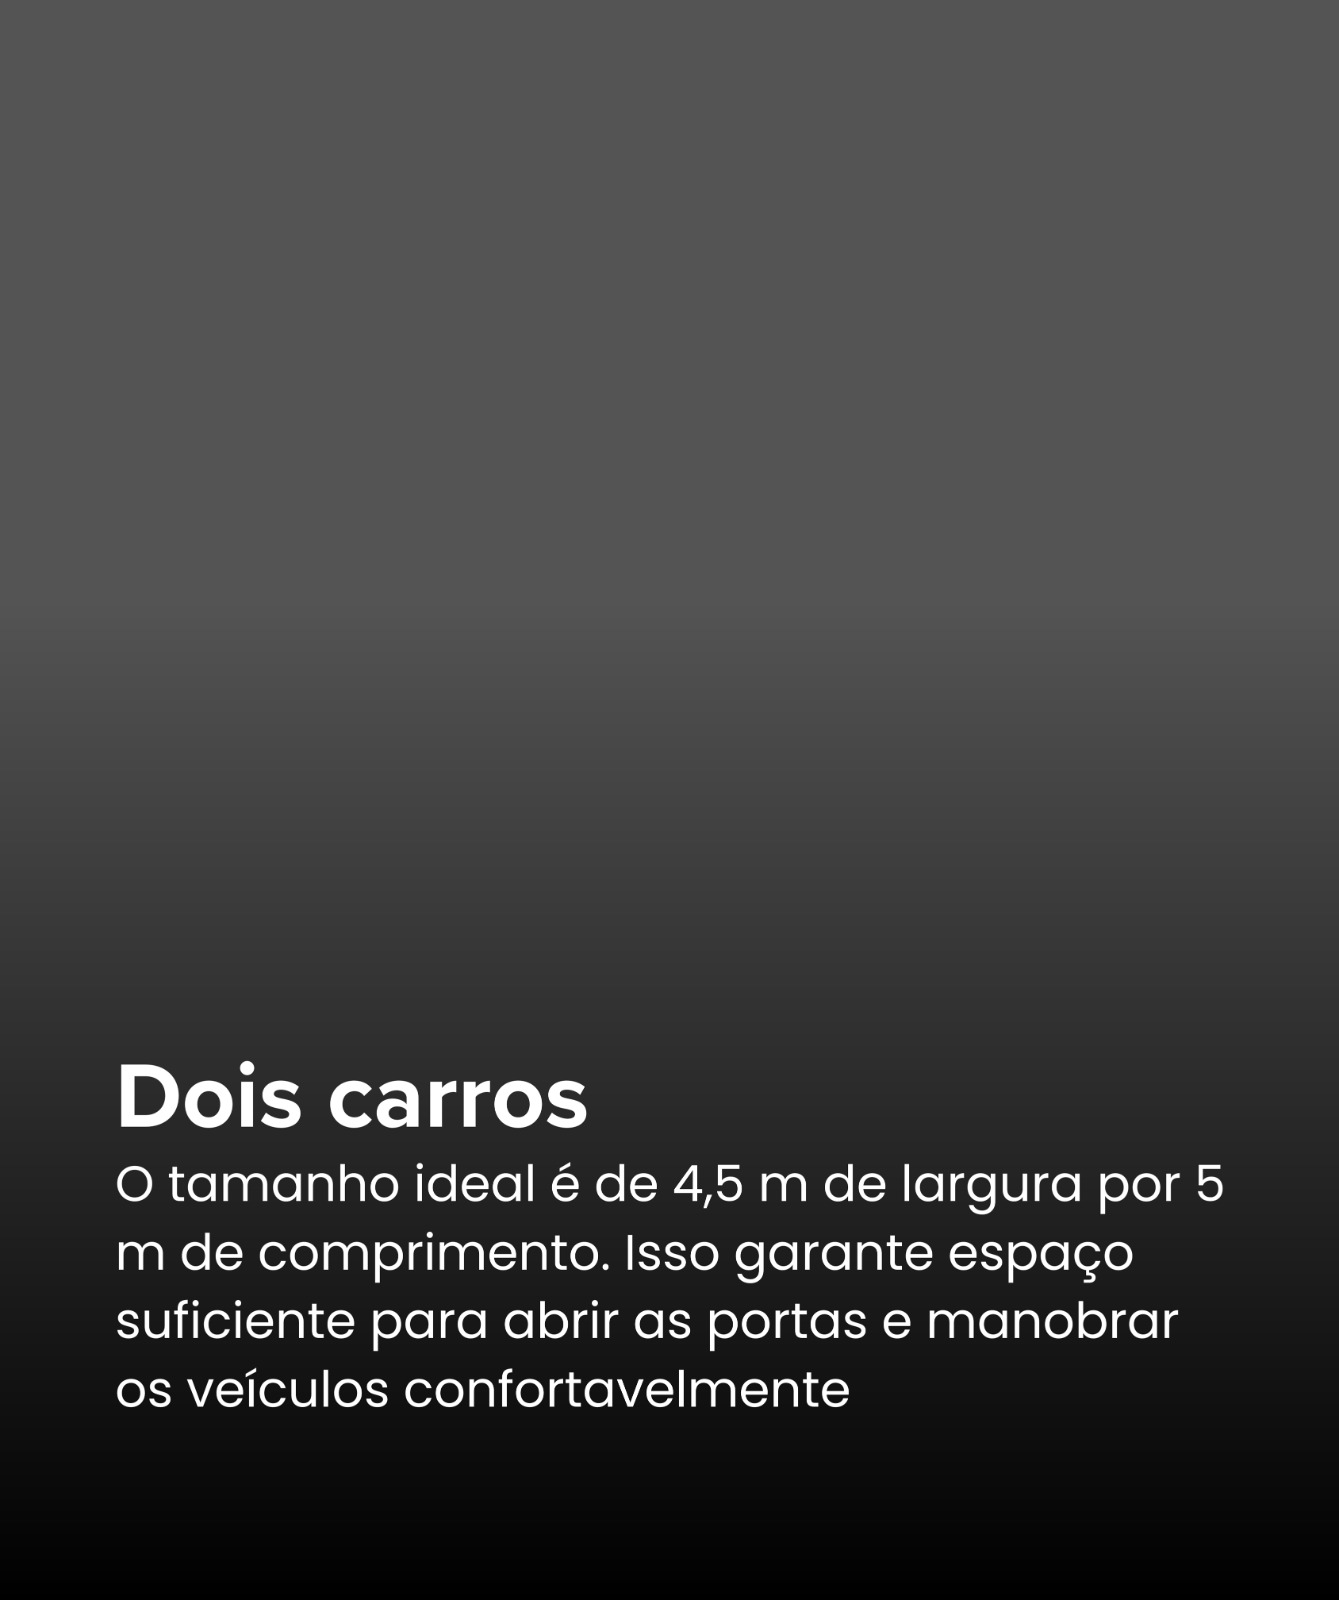 Dois carros
O tamanho ideal é de 4,5 m de largura por 5
m de comprimento. Isso garante espaço
suficiente para abrir as portas e manobrar
os veículos confortavelmente